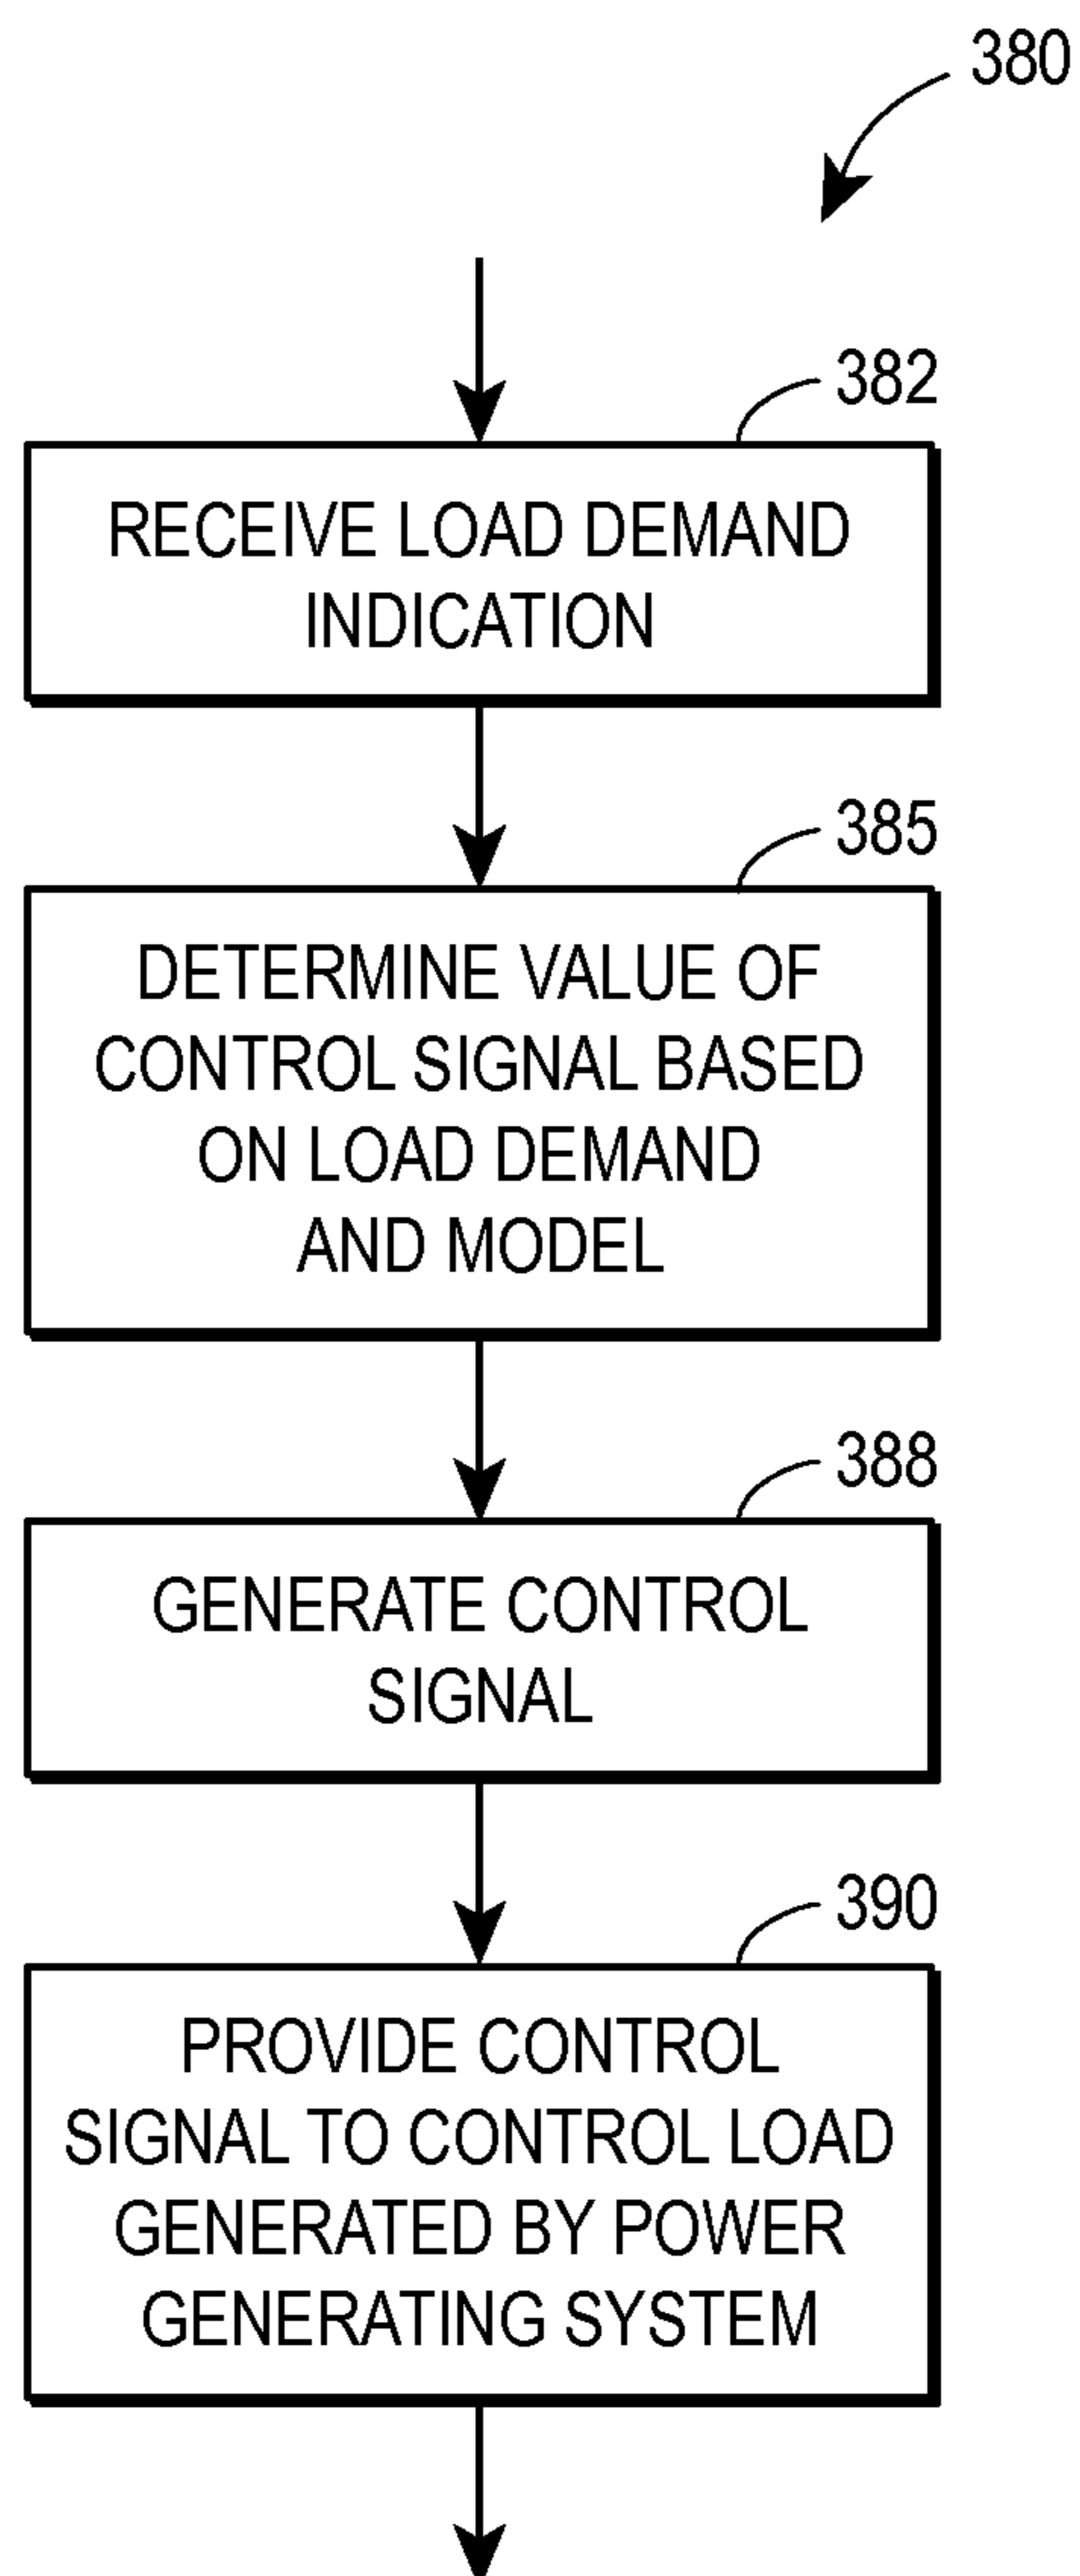 380
382
RECEIVE LOAD DEMAND
INDICATION
385
DETERMINE VALUE OF
CONTROL SIGNAL BASED
ON LOAD DEMAND
AND MODEL
388
GENERATE CONTROL
SIGNAL
390
PROVIDE CONTROL
SIGNAL TO CONTROL LOAD
GENERATED BY POWER
GENERATING SYSTEM